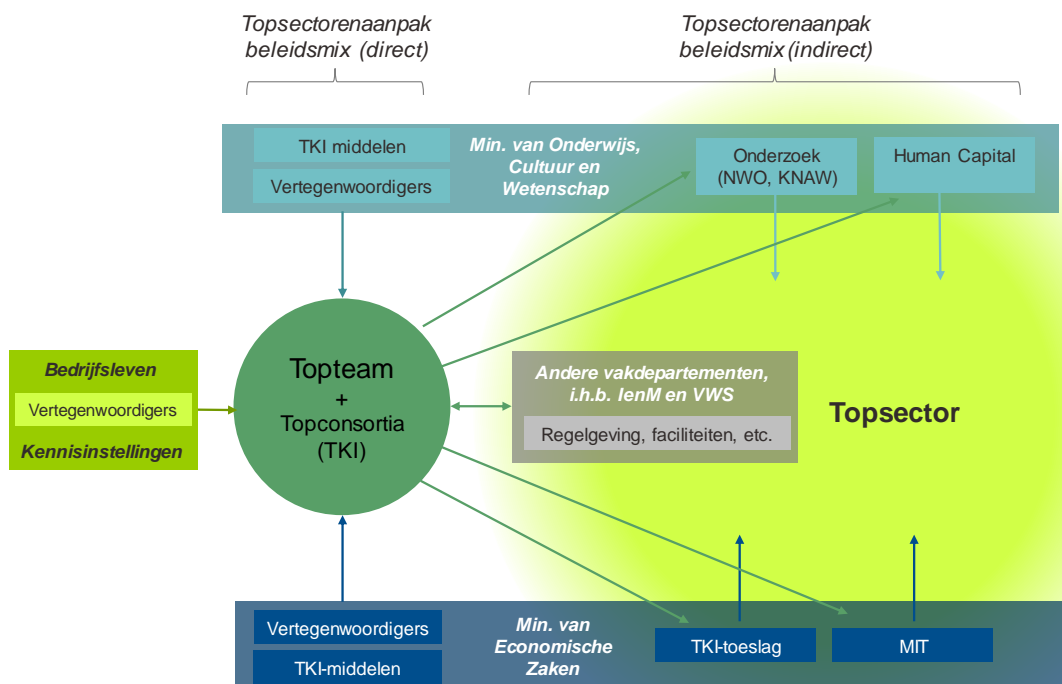 Topsectorenaanpak
beleidsmix (direct)
Topsectorenaanpak
beleidsmix (indirect)
TKI middelen
Vertegenwoordigers
Min. van Onderwijs,
Cultuur en
Wetenschap
Onderzoek
(NWO, KNAW)
Human Capital
Bedrijfsleven
Vertegenwoordigers
Kennisinstellingen
Topteam
+
Topconsortia
(TKI)
Andere vakdepartementen,
i.h.b. IenM en VWS
Regelgeving, faciliteiten, etc.
Topsector
Vertegenwoordigers
TKI-middelen
Min. van
Economische
Zaken
TKI-toeslag
MIT